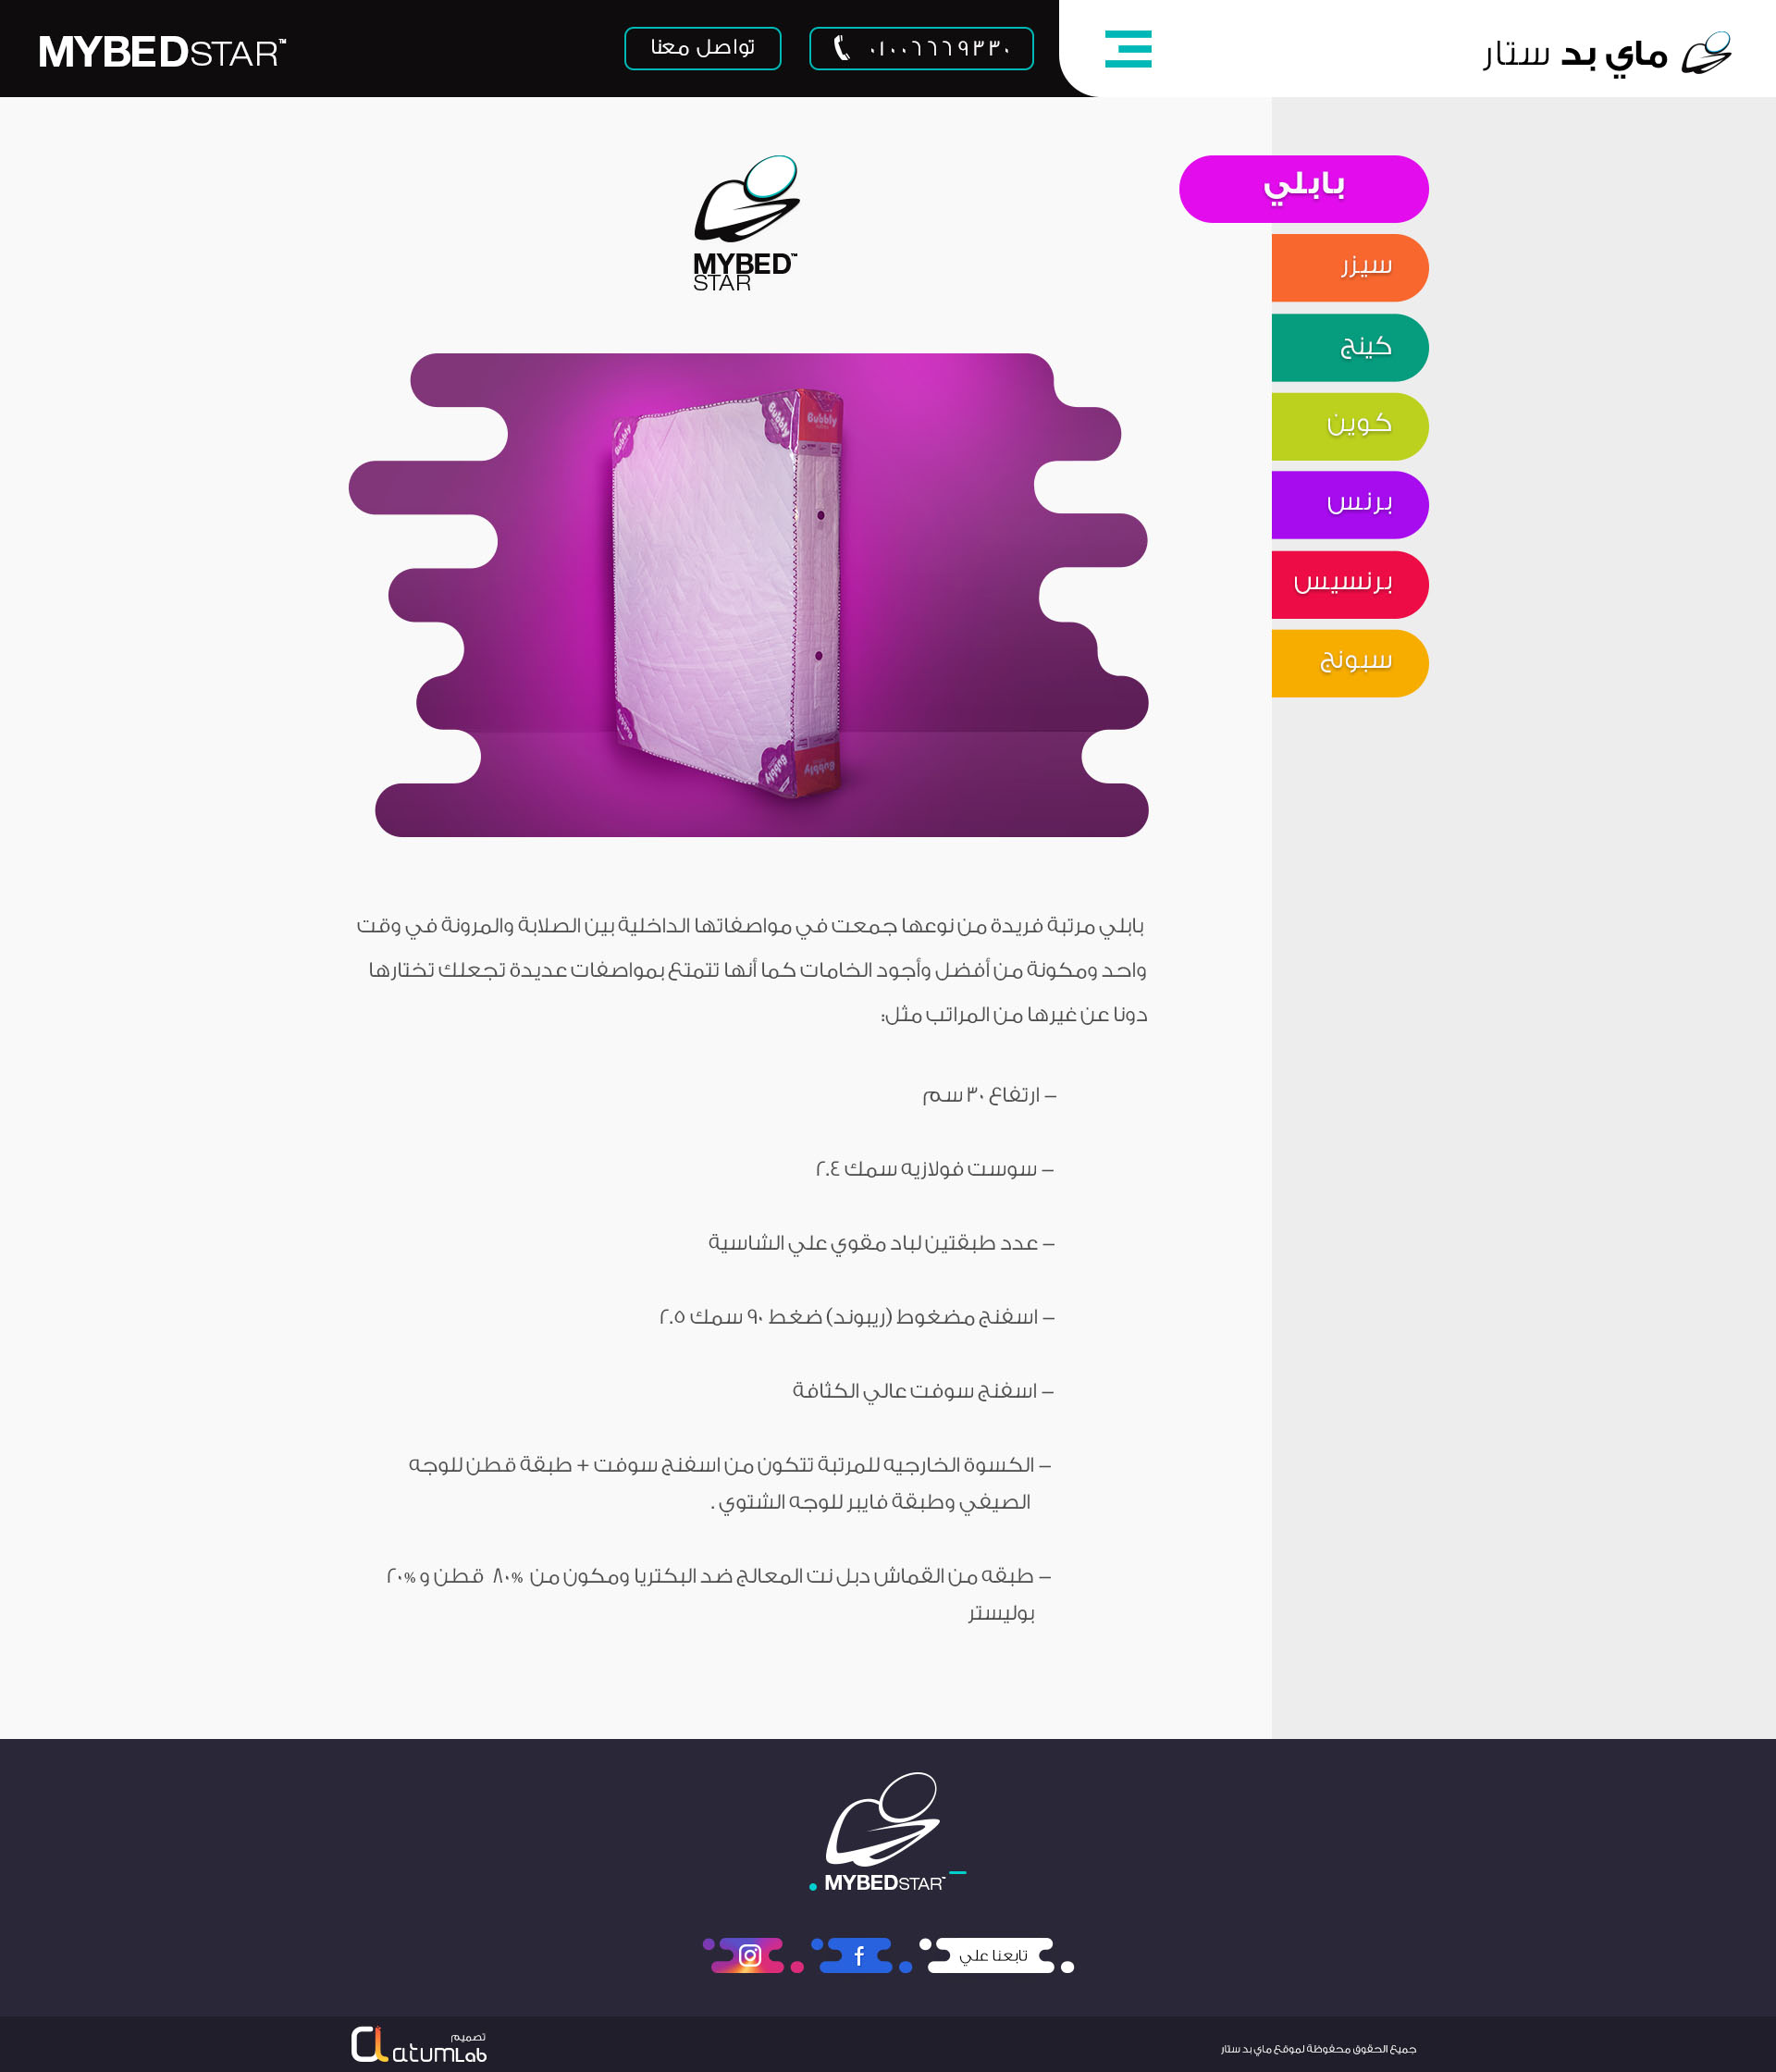 ماي بد ستار
٠١٠٠٦٦٦٩٣٣٠
تواصل معنا
MYBEDSTAR™
بابلي
سيزر
كينج
كوين
برنس
برنسيس
سبونج
MYBED™
STAR
Bubbly
Bubbly
Bubbly
Bubbly
Bubbly
بابلي مرتبة فريدة من نوعها جمعت في مواصفاتها الداخلية بين الصلابة والمرونة في وقت
واحد ومكونة من أفضل وأجود الخامات كما أنها تتمتع بمواصفات عديدة تجعلك تختارها
دونا عن غيرها من المراتب مثل:
– ارتفاع ٣٠ سم
– سوست فولازيه سمك ٢.٤
– عدد طبقتين لباد مقوي علي الشاسية
– اسفنج مضغوط (ريبوند) ضغط ٩٠ سمك ٢.٥
– اسفنج سوفت عالي الكثافة
– الكسوة الخارجيه للمرتبة تتكون من اسفنج سوفت + طبقة قطن للوجه
الصيفي وطبقة فايبر للوجه الشتوي .
– طبقه من القماش دبل نت المعالج ضد البكتريا ومكون من ٨٠% قطن و ٢٠%
بوليستر
MYBEDSTAR™
تابعنا علي
f
جميع الحقوق محفوظة لموقع ماي بد ستار
تصميم
atumLab